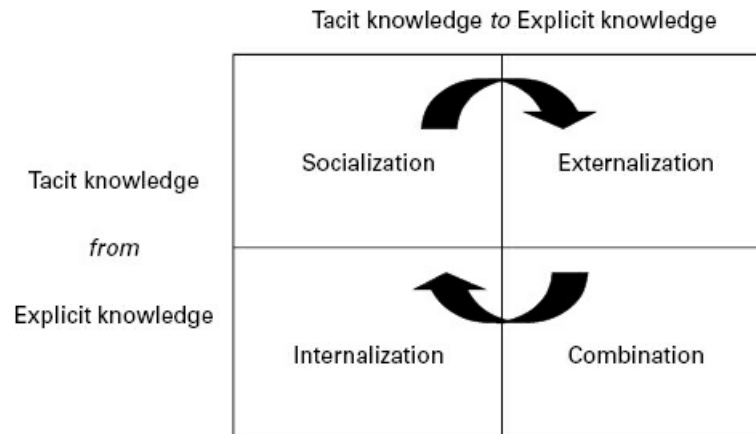 Tacit knowledge to Explicit knowledge
Socialization
Externalization
Tacit knowledge
from
Explicit knowledge
Internalization
Combination